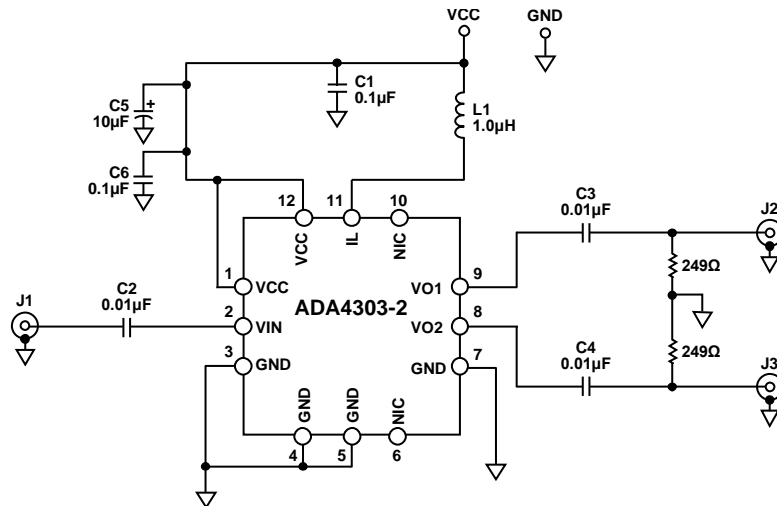 VCC
GND
C1
0.1µF
C5
10µF
+
L1
1.0µH
C6
0.1µF
12
11
10
VCC
IL
NIC
C3
0.01µF
J2
1
VCC
VO1
9
249Ω
ADA4303-2
J1
C2
0.01µF
2
VIN
VO2
8
3
GND
GND
7
C4
0.01µF
249Ω
J3
GND
GND
NIC
4
5
6